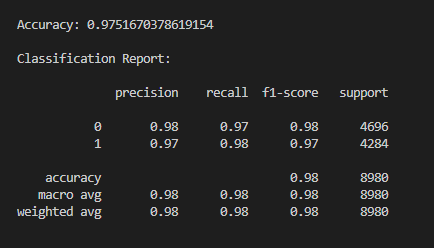 Accuracy: 0.9751670378619154
Classification Report:
precision recall f1-score support
0 0.98 0.97 0.98 4696
1 0.97 0.98 0.97 4284
accuracy 0.98 8980
macro avg 0.98 0.98 0.98 8980
weighted avg 0.98 0.98 0.98 8980